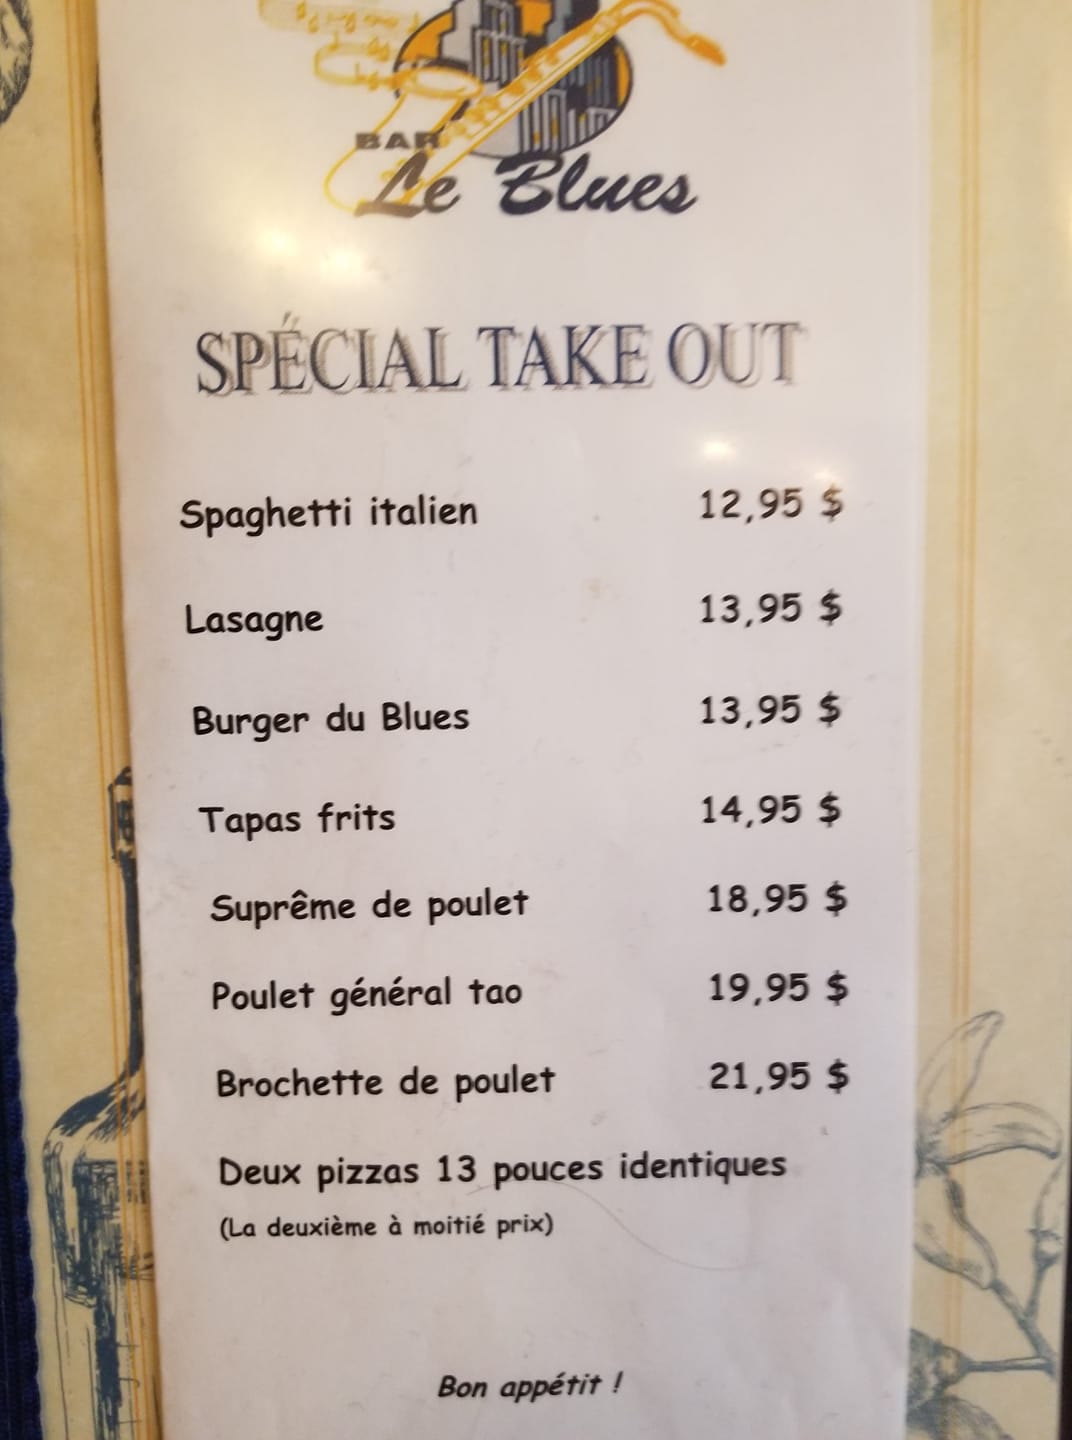 BAR
Le Blues
SPÉCIAL TAKE OUT
Spaghetti italien 12,95 $
Lasagne 13,95 $
Burger du Blues 13,95 $
Tapas frits 14,95 $
Suprême de poulet 18,95 $
Poulet général tao 19,95 $
Brochette de poulet 21,95 $
Deux pizzas 13 pouces identiques
(La deuxième à moitié prix)
Bon appétit !